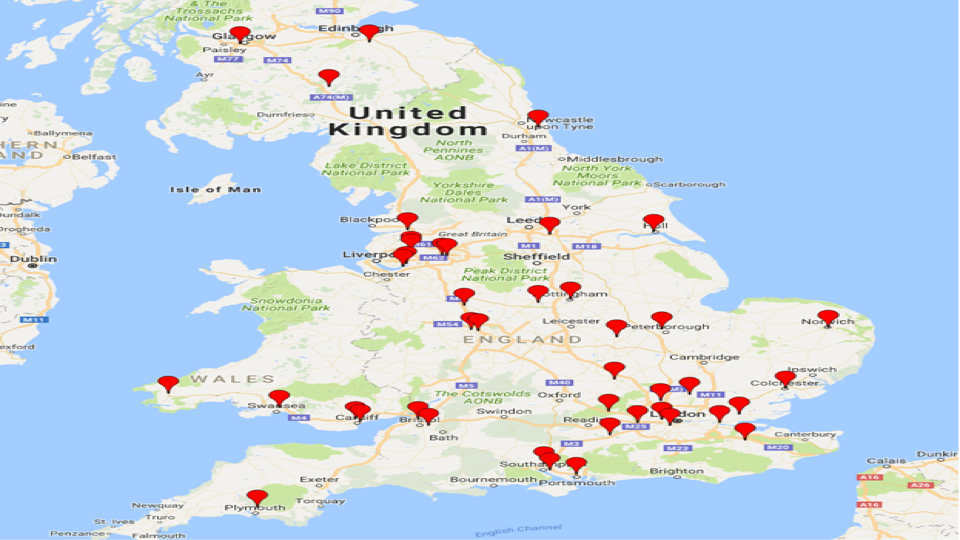 & The
Trossachs
National Park
M90
Glasgow
Edinburgh
Paisley
M77
M74
Ayr
A74(M)
United
Kingdom
Dumfries
Newcastle
upon Tyne
Durham
A1(M)
North
Pennines
AONB
Ballymena
Belfast
Lake District
National Park
Middlesbrough
North York
Moors
National Park
Scarborough
Isle of Man
Yorkshire
Dales
National Park
A1(M)
York
Blackpool
Leeds
Hull
Great Britain
M61
M1
M18
M62
Liverpool
Sheffield
Chester
Dundalk
Drogheda
Dublin
Peak District
National Park
Snowdonia
National Park
Nottingham
M11
M54
Leicester
Peterborough
Norwich
ENGLAND
Cambridge
WALES
M5
M40
Ipswich
Colchester
M11
The Cotswolds
AONB
Oxford
Swansea
M4
Cardiff
Bristol
Swindon
Reading
London
M25
Bath
M3
M23
M20
Canterbury
Southampton
Exeter
Bournemouth
Portsmouth
Brighton
Calais
A16
A26
Plymouth
Torquay
Newquay
Truro
St. Ives
Penzance
Falmouth
English Channel
A16